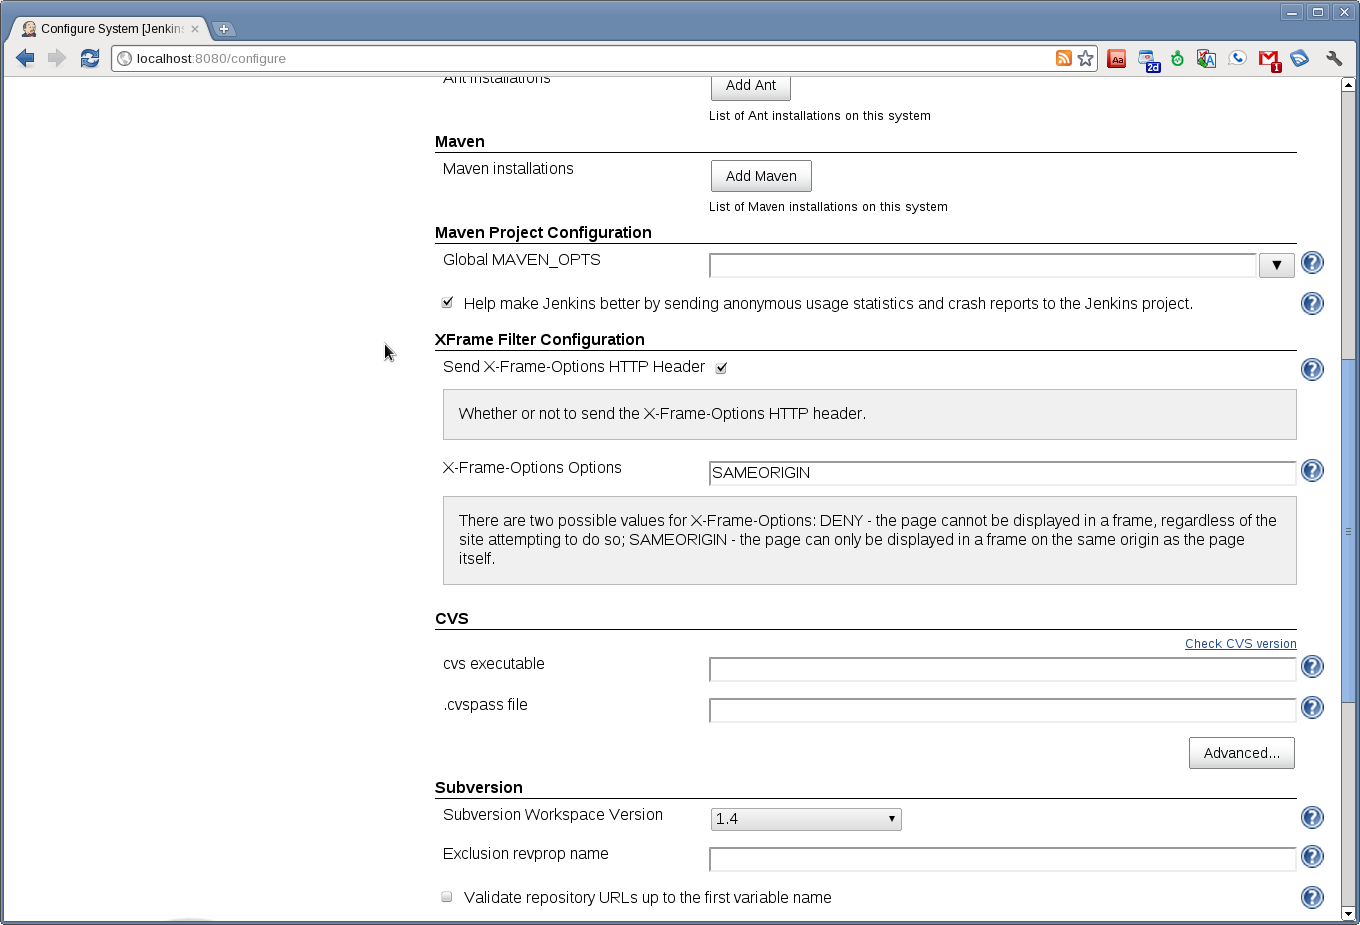 Configure System [Jenkins
localhost:8080/configure
Aa
2d
1
Ant installations
Add Ant
List of Ant installations on this system
Maven
Maven installations
Add Maven
List of Maven installations on this system
Maven Project Configuration
Global MAVEN_OPTS
Help make Jenkins better by sending anonymous usage statistics and crash reports to the Jenkins project.
XFrame Filter Configuration
Send X-Frame-Options HTTP Header
Whether or not to send the X-Frame-Options HTTP header.
X-Frame-Options Options
SAMEORIGIN
There are two possible values for X-Frame-Options: DENY - the page cannot be displayed in a frame, regardless of the
site attempting to do so; SAMEORIGIN - the page can only be displayed in a frame on the same origin as the page
itself.
CVS
Check CVS version
cvs executable
.cvspass file
Advanced...
Subversion
Subversion Workspace Version
1.4
Exclusion revprop name
Validate repository URLs up to the first variable name